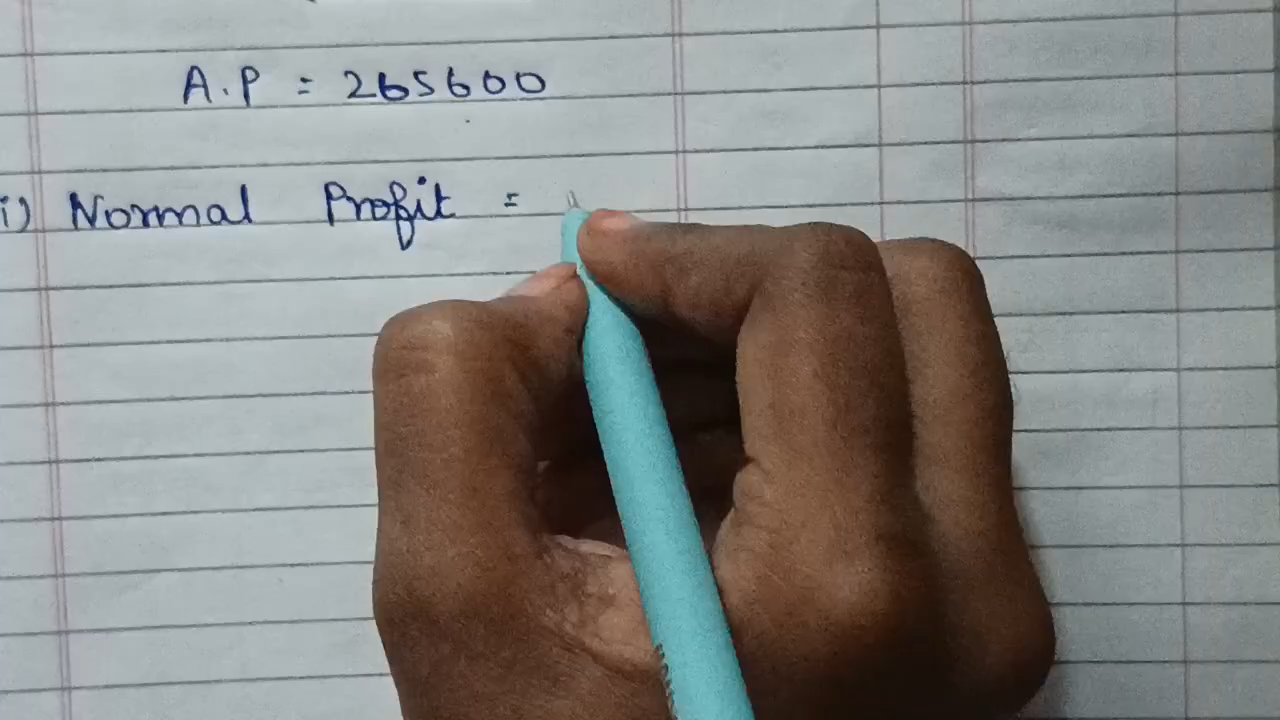 A.P = 265600
i) Normal Profit =